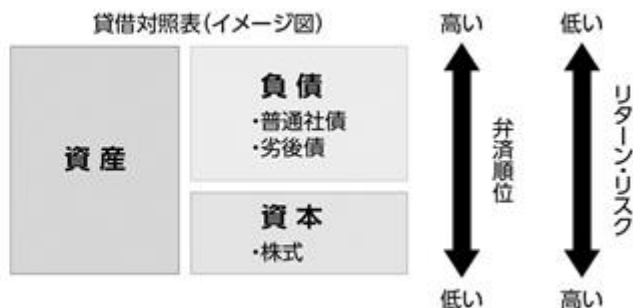 貸借対照表(イメージ図)
高い
低い
資産
負債
・普通社債
・劣後債
資本
・株式
弁済順位
リターン・リスク
低い
高い